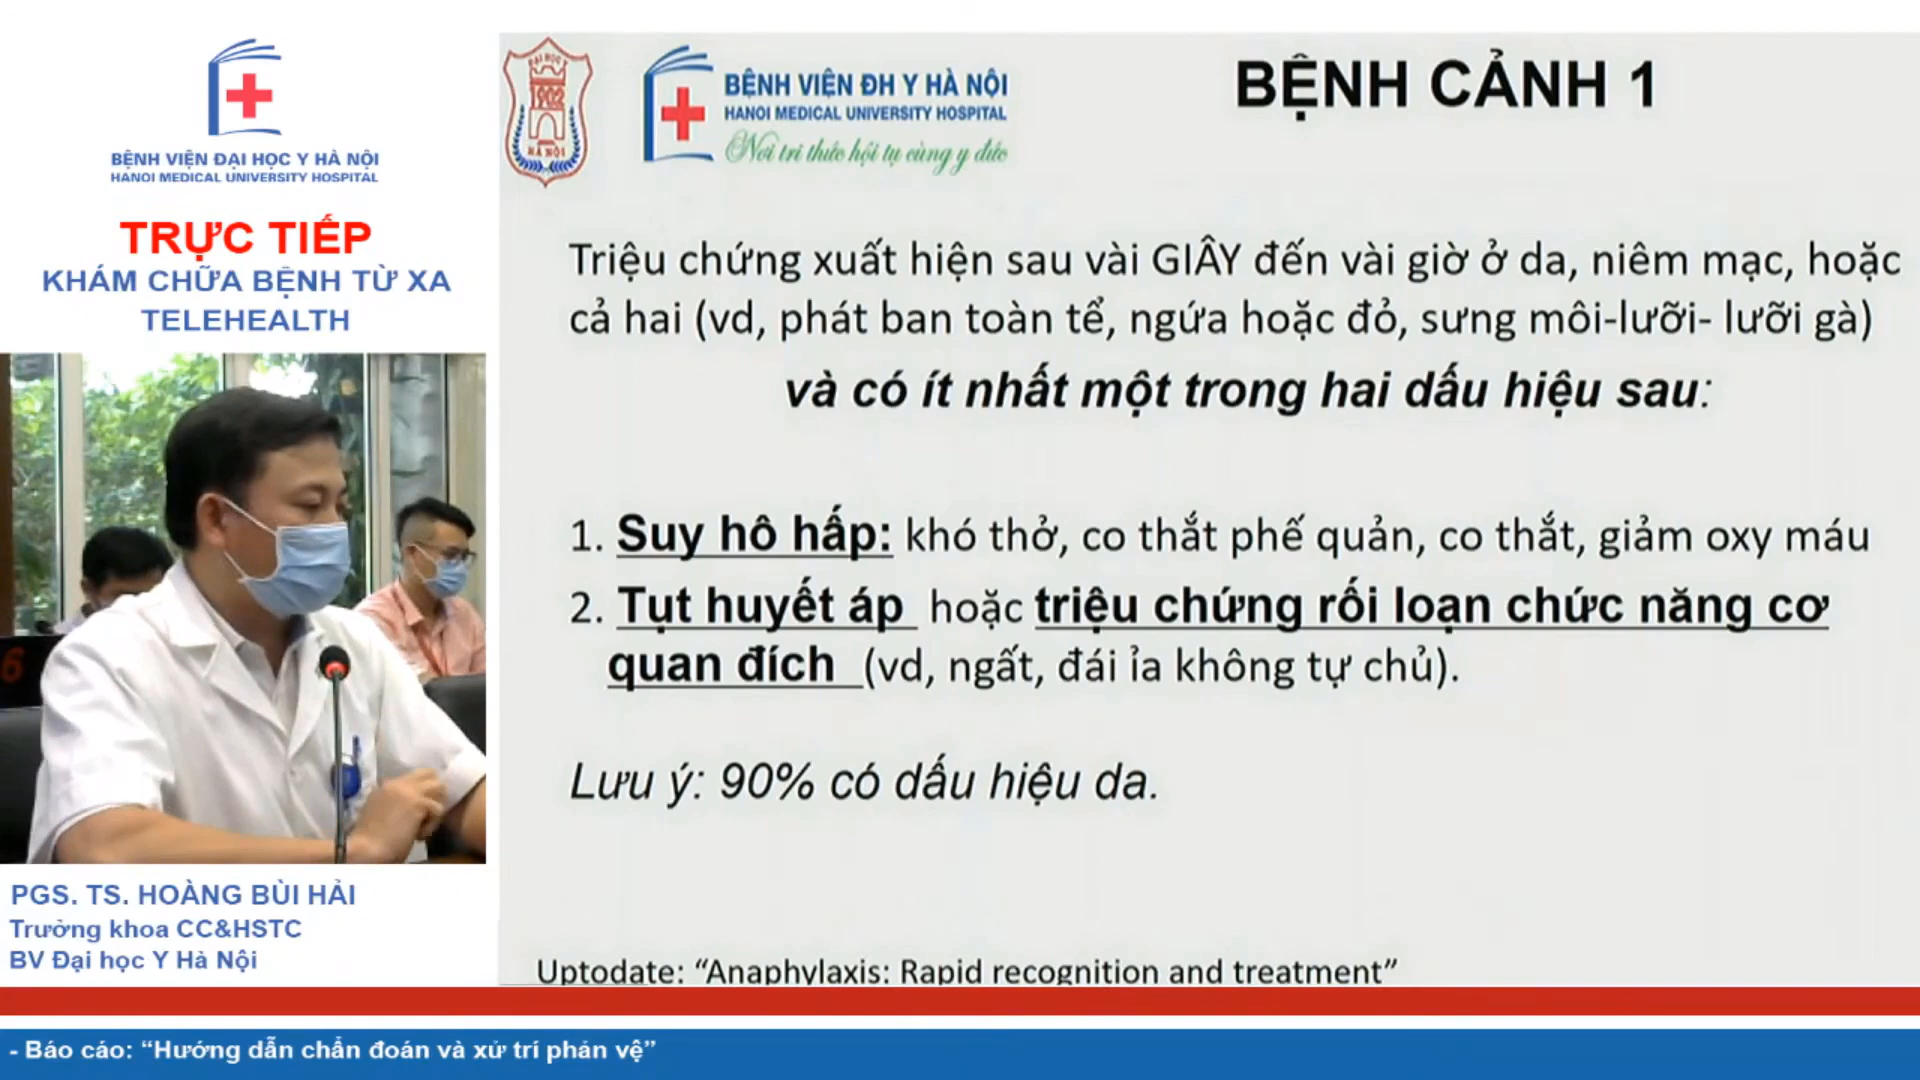 BỆNH VIỆN ĐẠI HỌC Y HÀ NỘI
HANOI MEDICAL UNIVERSITY HOSPITAL
TRỰC TIẾP
KHÁM CHỮA BỆNH TỪ XA
TELEHEALTH
6
PGS. TS. HOÀNG BÙI HẢI
Trưởng khoa CC&HSTC
BV Đại học Y Hà Nội
ĐẠI HỌC Y
1902
HÀ NỘI
BỆNH VIỆN ĐH Y HÀ NỘI
HANOI MEDICAL UNIVERSITY HOSPITAL
Nơi tri thức hội tụ cùng y đức
BỆNH CẢNH 1
Triệu chứng xuất hiện sau vài GIÂY đến vài giờ ở da, niêm mạc, hoặc
cả hai (vd, phát ban toàn tể, ngứa hoặc đỏ, sưng môi-lưỡi- lưỡi gà)
và có ít nhất một trong hai dấu hiệu sau:
1. Suy hô hấp: khó thở, co thắt phế quản, co thắt, giảm oxy máu
2. Tụt huyết áp hoặc triệu chứng rối loạn chức năng cơ
quan đích (vd, ngất, đái ỉa không tự chủ).
Lưu ý: 90% có dấu hiệu da.
Uptodate: “Anaphylaxis: Rapid recognition and treatment”
- Báo cáo: “Hướng dẫn chẩn đoán và xử trí phản vệ”